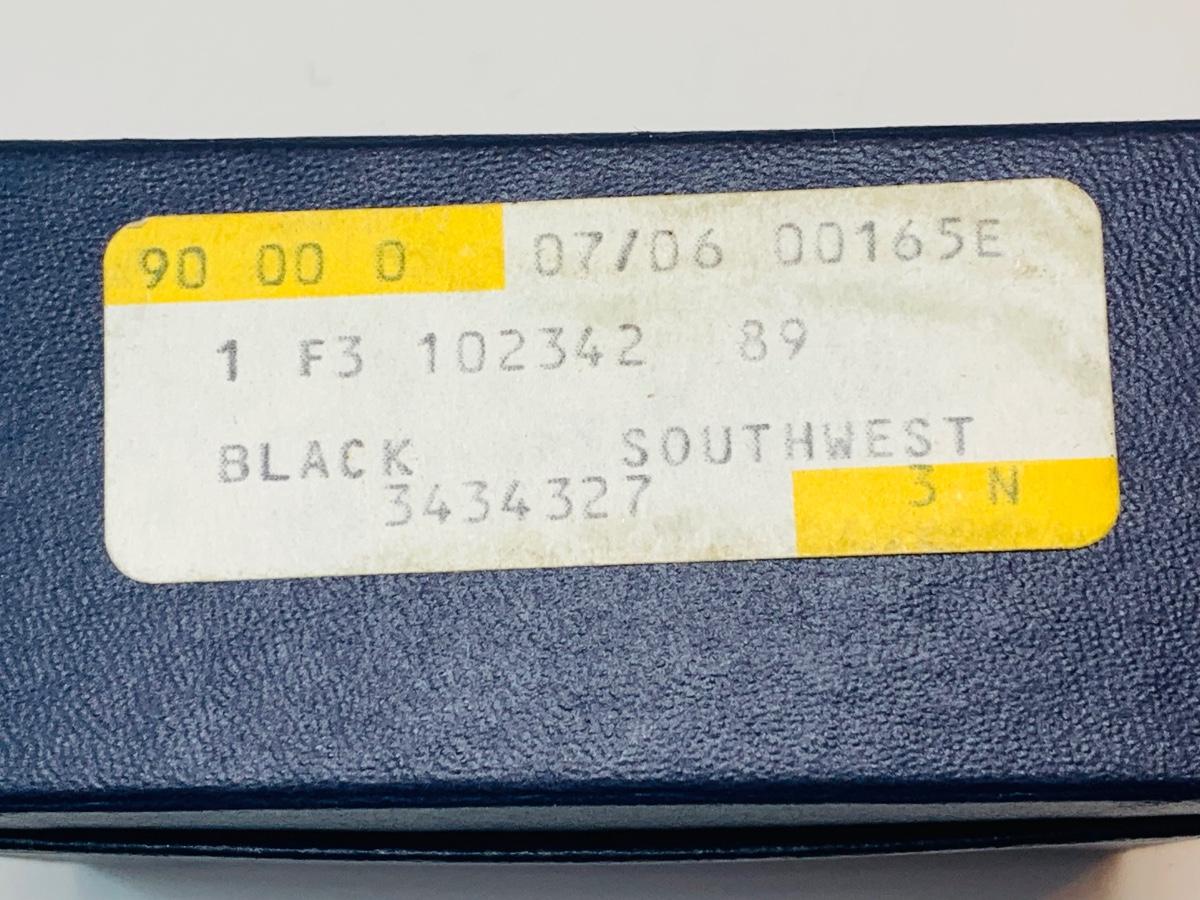 90 00 0 07/06 00165E
1 F3 102342 89
BLACK SOUTHWEST
3434327 3 N